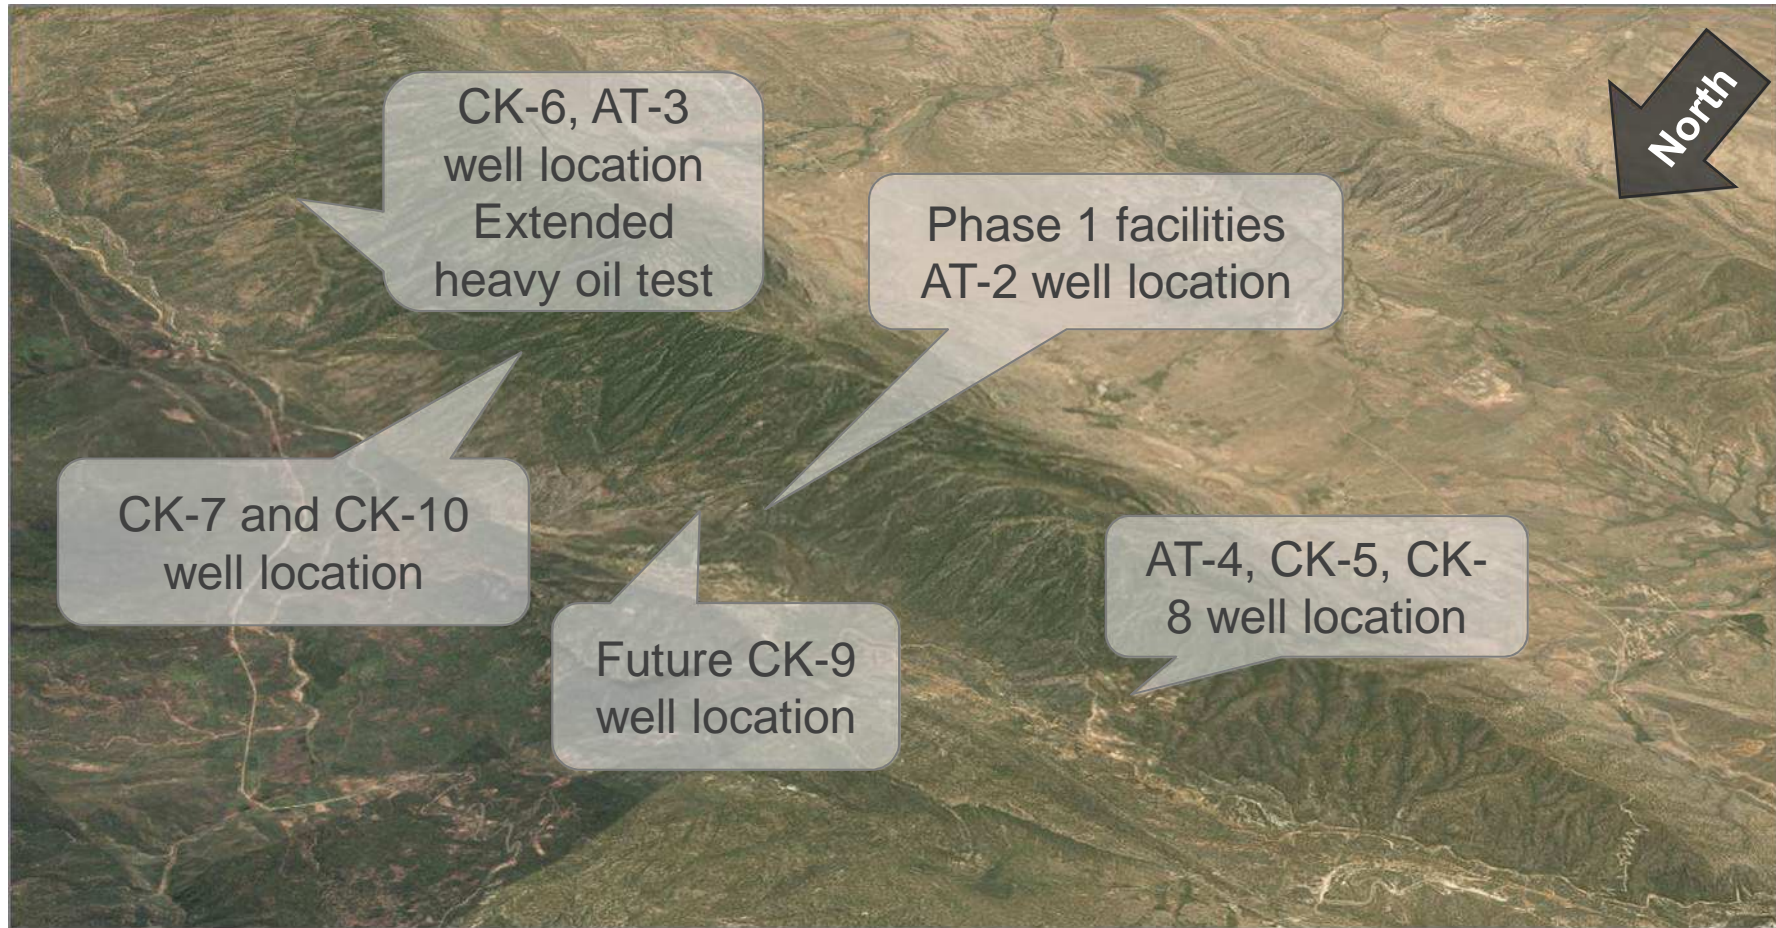 CK-6, AT-3
well location
Extended
heavy oil test
North
Phase 1 facilities
AT-2 well location
CK-7 and CK-10
well location
AT-4, CK-5, CK-
8 well location
Future CK-9
well location